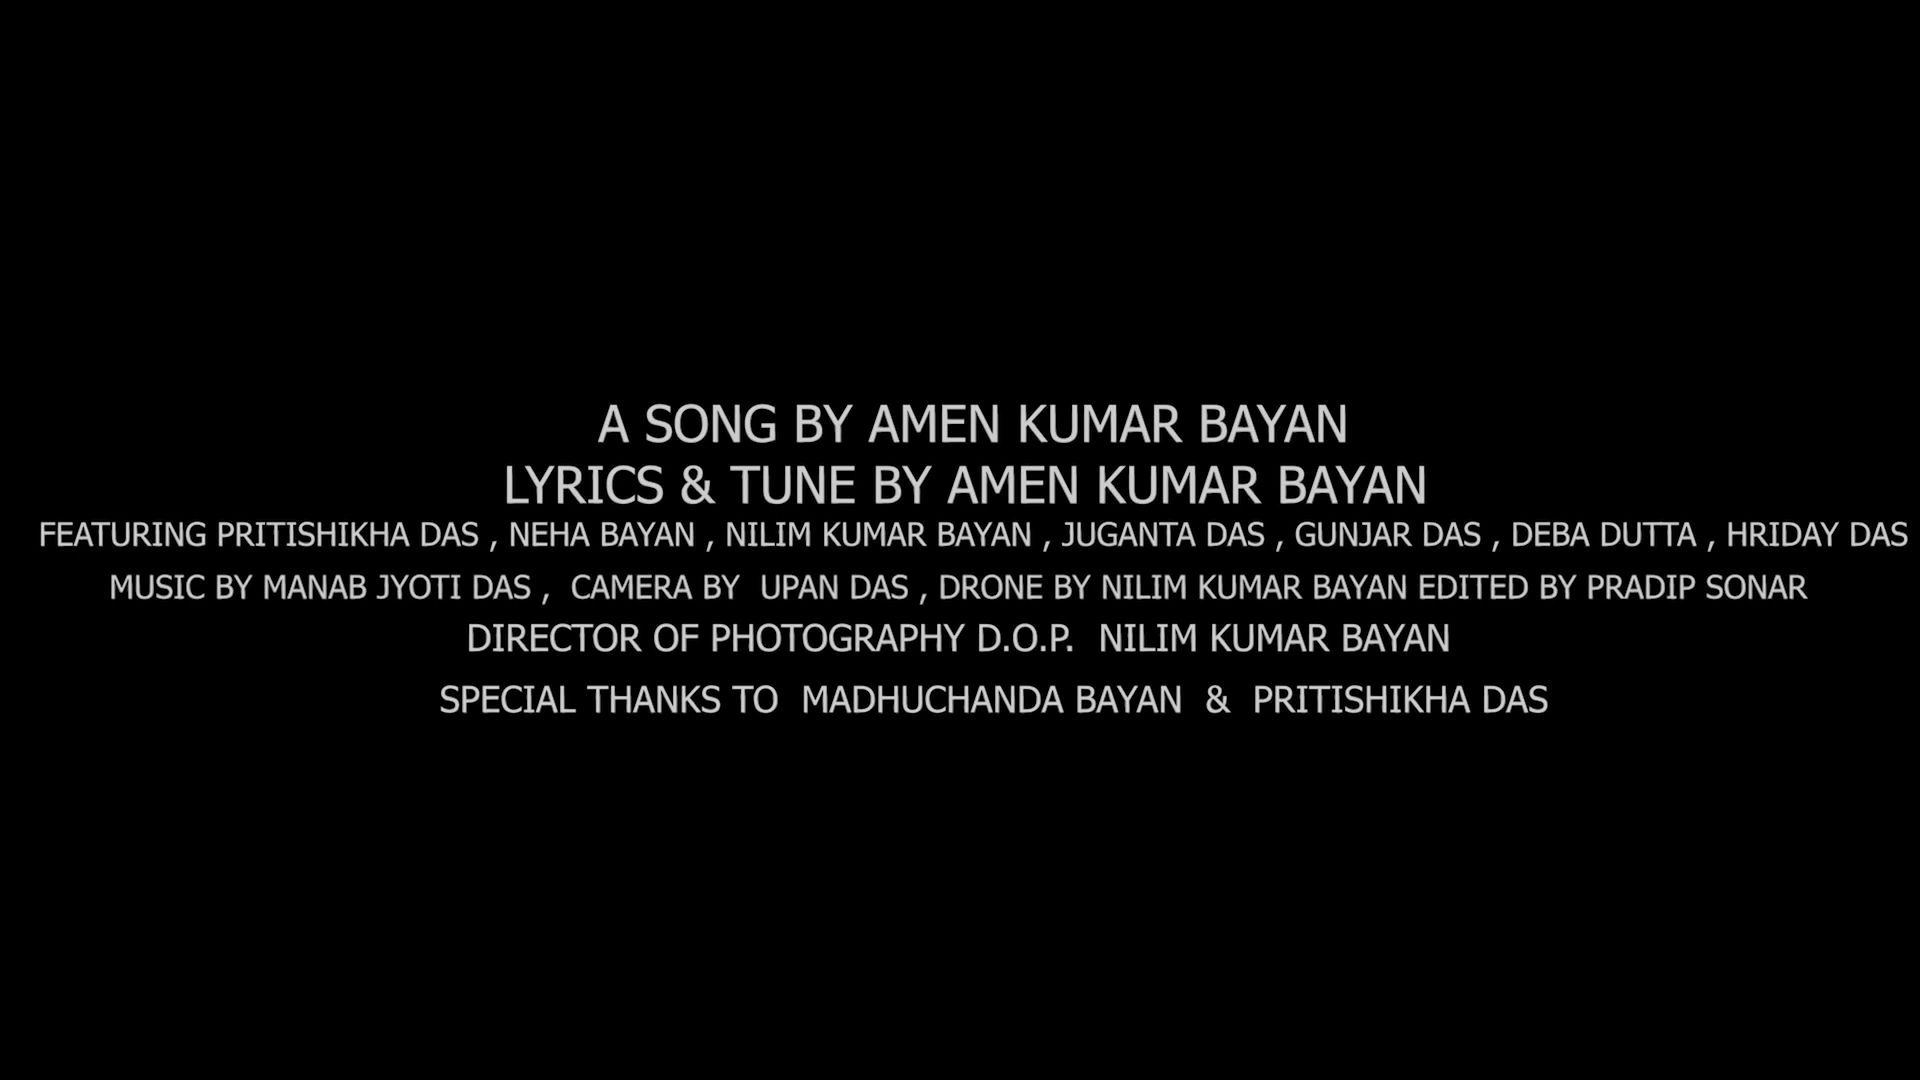 A SONG BY AMEN KUMAR BAYAN
LYRICS & TUNE BY AMEN KUMAR BAYAN
FEATURING PRITISHIKHA DAS , NEHA BAYAN , NILIM KUMAR BAYAN , JUGANTA DAS , GUNJAR DAS , DEBA DUTTA , HRIDAY DAS
MUSIC BY MANAB JYOTI DAS ,  CAMERA BY  UPAN DAS , DRONE BY NILIM KUMAR BAYAN EDITED BY PRADIP SONAR
DIRECTOR OF PHOTOGRAPHY D.O.P.  NILIM KUMAR BAYAN
SPECIAL THANKS TO  MADHUCHANDA BAYAN  &  PRITISHIKHA DAS